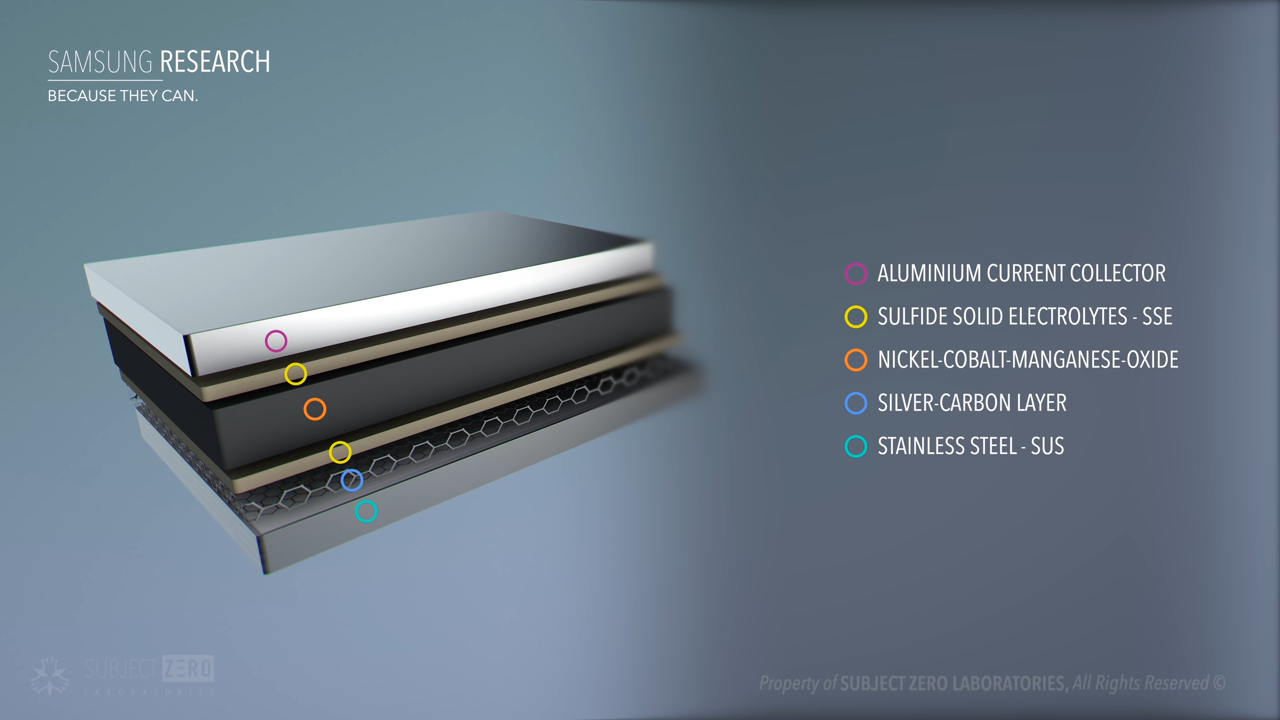 SAMSUNG RESEARCH
BECAUSE THEY CAN.
ALUMINIUM CURRENT COLLECTOR
SULFIDE SOLID ELECTROLYTES - SSE
NICKEL-COBALT-MANGANESE-OXIDE
SILVER-CARBON LAYER
STAINLESS STEEL - SUS
SUBJECT ZERO
LABORATORIES
Property of SUBJECT ZERO LABORATORIES, All Rights Reserved ©